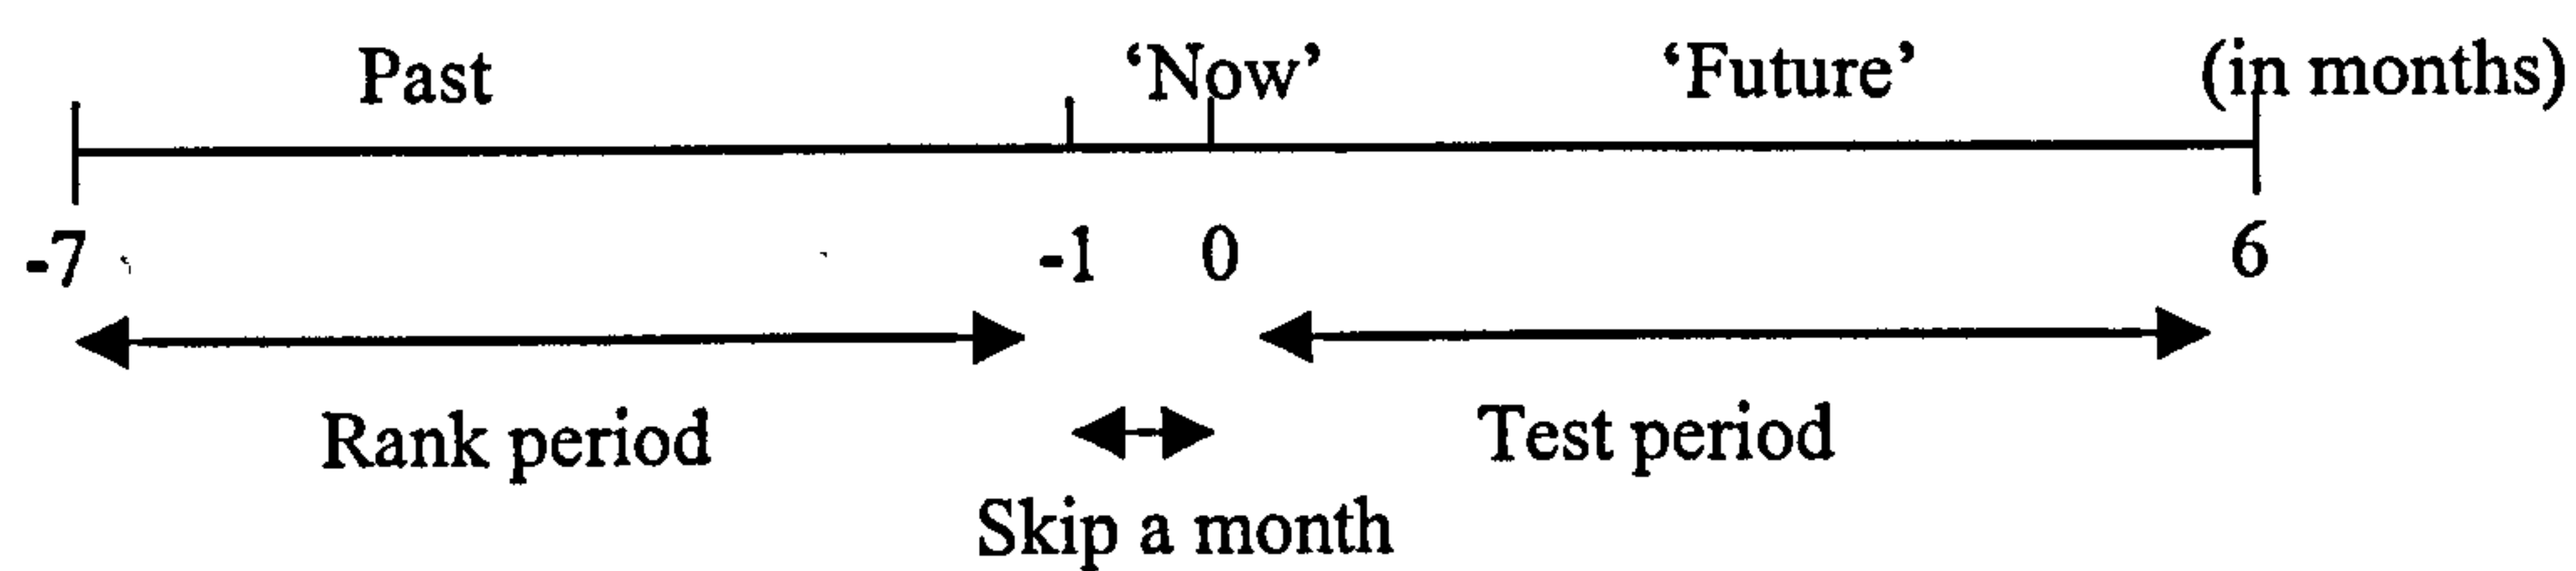 Past ‘Now’ ‘Future’ (in months)
-7 -1 0 6
Rank period Test period
Skip a month